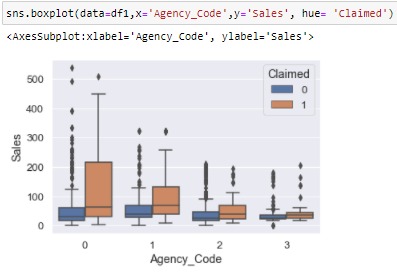 sns.boxplot(data=df1,x='Agency_Code',y='Sales', hue= 'Claimed')
<AxesSubplot:xlabel='Agency_Code', ylabel='Sales'>
Claimed
0
1
500
400
300
200
100
0
Sales
0 1 2 3
Agency_Code